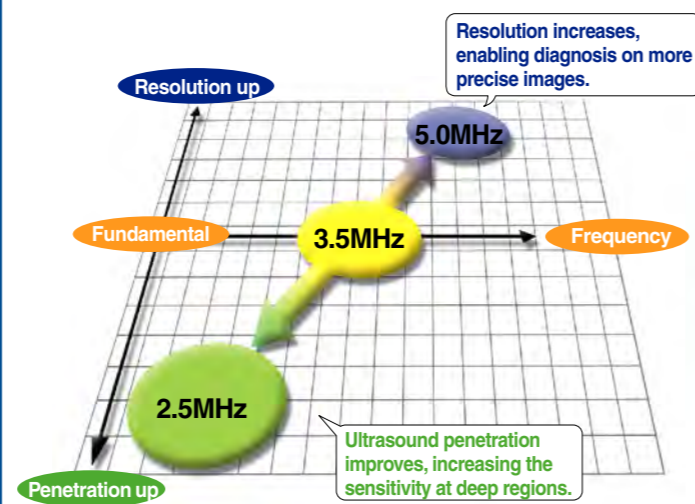 Resolution increases,
enabling diagnosis on more
precise images.
Resolution up
5.0MHz
Fundamental
3.5MHz
Frequency
2.5MHz
Ultrasound penetration
improves, increasing the
sensitivity at deep regions.
Penetration up